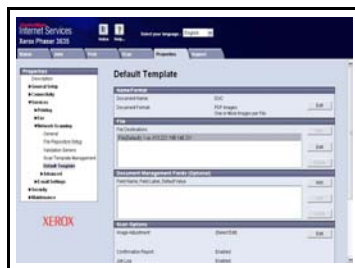 Internet Services
Xerox Phaser 3635
Index
Help...
Select your language: English
Status
Jobs
Print
Scan
Properties
Support
Properties
Description
General Setup
Connectivity
Services
Printing
Fax
Network Scanning
General
File Repository Setup
Validation Servers
Scan Template Management
Default Template
Advanced
E-mail Settings
Security
Maintenance
XEROX
Default Template
Name/Format
Document Name:
DOC
Document Format:
PDF Images
One or More Images per File
Edit
File
File Destinations
Edit
Document Management Fields (Optional)
Field Name, Field Label, Default Value
Add
Scan Options
Image Adjustment
(Select Edit)
Edit
Confirmation Report
Enabled
Job Log
Enabled